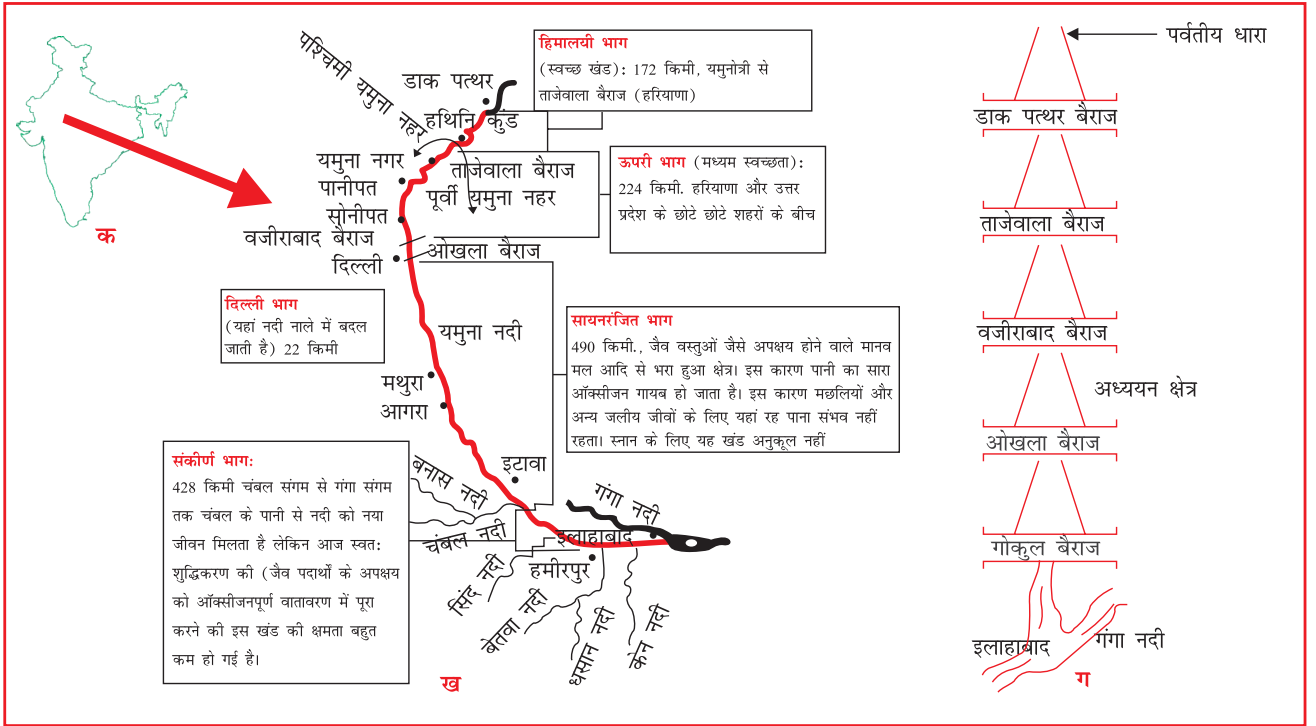 क
पश्चिमी यमुना नहर
डाक पत्थर
हथिनि कुंड
यमुना नगर
ताजेवाला बैराज
पानीपत
पूर्वी यमुना नहर
सोनीपत
वजीराबाद बैराज
ओखला बैराज
दिल्ली
हिमालयी भाग
(स्वच्छ खंड): 172 किमी, यमुनोत्री से
ताजेवाला बैराज (हरियाणा)
ऊपरी भाग (मध्यम स्वच्छता):
224 किमी. हरियाणा और उत्तर
प्रदेश के छोटे छोटे शहरों के बीच
दिल्ली भाग
(यहां नदी नाले में बदल
जाती है) 22 किमी
यमुना नदी
मथुरा
आगरा
सायनरंजित भाग
490 किमी., जैव वस्तुओं जैसे अपक्षय होने वाले मानव
मल आदि से भरा हुआ क्षेत्र। इस कारण पानी का सारा
ऑक्सीजन गायब हो जाता है। इस कारण मछलियों और
अन्य जलीय जीवों के लिए यहां रह पाना संभव नहीं
रहता। स्नान के लिए यह खंड अनुकूल नहीं
संकीर्ण भाग:
428 किमी चंबल संगम से गंगा संगम
तक चंबल के पानी से नदी को नया
जीवन मिलता है लेकिन आज स्वत:
शुद्धिकरण की (जैव पदार्थो के अपक्षय
को ऑक्सीजनपूर्ण वातावरण में पूरा
करने की इस खंड की क्षमता बहुत
कम हो गई है।
इटावा
बनास नदी
चंबल नदी
गंगा नदी
इलाहाबाद
हमीरपुर
सिंद नदी
बेतवा नदी
धसान नदी
केन नदी
ख
पर्वतीय धारा
डाक पत्थर बैराज
ताजेवाला बैराज
वजीराबाद बैराज
अध्ययन क्षेत्र
ओखला बैराज
गोकुल बैराज
इलाहाबाद
गंगा नदी
ग